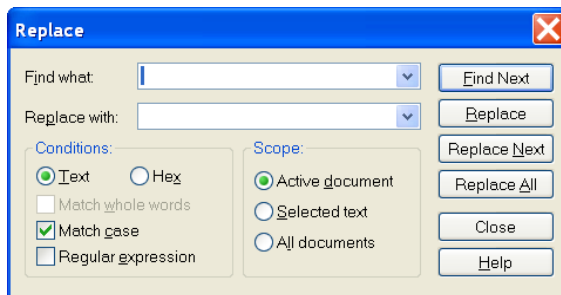 Replace
Find what:
Find Next
Replace with:
Replace
Conditions:
Scope:
Replace Next
Text
Hex
Active document
Replace All
Match whole words
Selected text
Match case
All documents
Close
Regular expression
Help